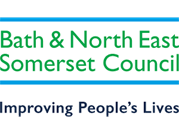 Bath & North East
Somerset Council
Improving People's Lives